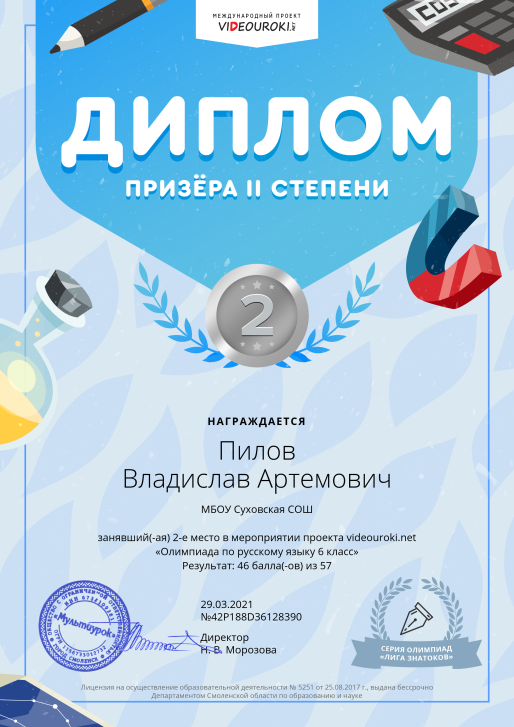 МЕЖДУНАРОДНЫЙ ПРОЕКТ
VIDEOUROKI
ДИПЛОМ
ПРИЗЁРА II СТЕПЕНИ
2
НАГРАЖДАЕТСЯ
Пилов
Владислав Артемович
МБОУ Суховская СОШ
занявший(-ая) 2-е место в мероприятии проекта videouroki.net
«Олимпиада по русскому языку 6 класс»
Результат: 46 балла(-ов) из 57
29.03.2021
№42P188D36128390
Директор
Н. В. Морозова
«Мультиурок»
СЕРИЯ ОЛИМПИАД
«ЛИГА ЗНАТОКОВ»
Лицензия на осуществление образовательной деятельности № 5251 от 25.08.2017 г., выдана бессрочно
Департаментом Смоленской области по образованию и науке